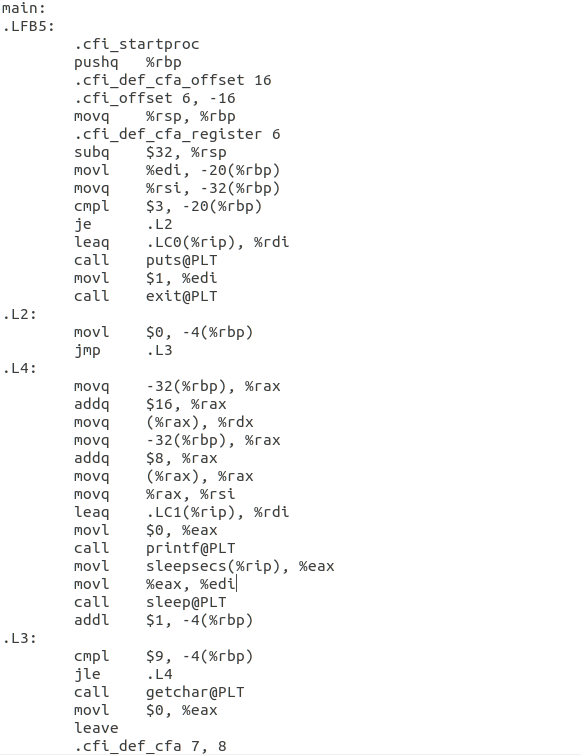 main:
.LFB5:
        .cfi_startproc
        pushq   %rbp
        .cfi_def_cfa_offset 16
        .cfi_offset 6, -16
        movq    %rsp, %rbp
        .cfi_def_cfa_register 6
        subq    $32, %rsp
        movl    %edi, -20(%rbp)
        movq    %rsi, -32(%rbp)
        cmpl    $3, -20(%rbp)
        je      .L2
        leaq    .LC0(%rip), %rdi
        call    puts@PLT
        movl    $1, %edi
        call    exit@PLT
.L2:
        movl    $0, -4(%rbp)
        jmp     .L3
.L4:
        movq    -32(%rbp), %rax
        addq    $16, %rax
        movq    (%rax), %rdx
        movq    -32(%rbp), %rax
        addq    $8, %rax
        movq    (%rax), %rax
        movq    %rax, %rsi
        leaq    .LC1(%rip), %rdi
        movl    $0, %eax
        call    printf@PLT
        movl    sleepsecs(%rip), %eax
        movl    %eax, %edi
        call    sleep@PLT
        addl    $1, -4(%rbp)
.L3:
        cmpl    $9, -4(%rbp)
        jle     .L4
        call    getchar@PLT
        movl    $0, %eax
        leave
        .cfi_def_cfa 7, 8